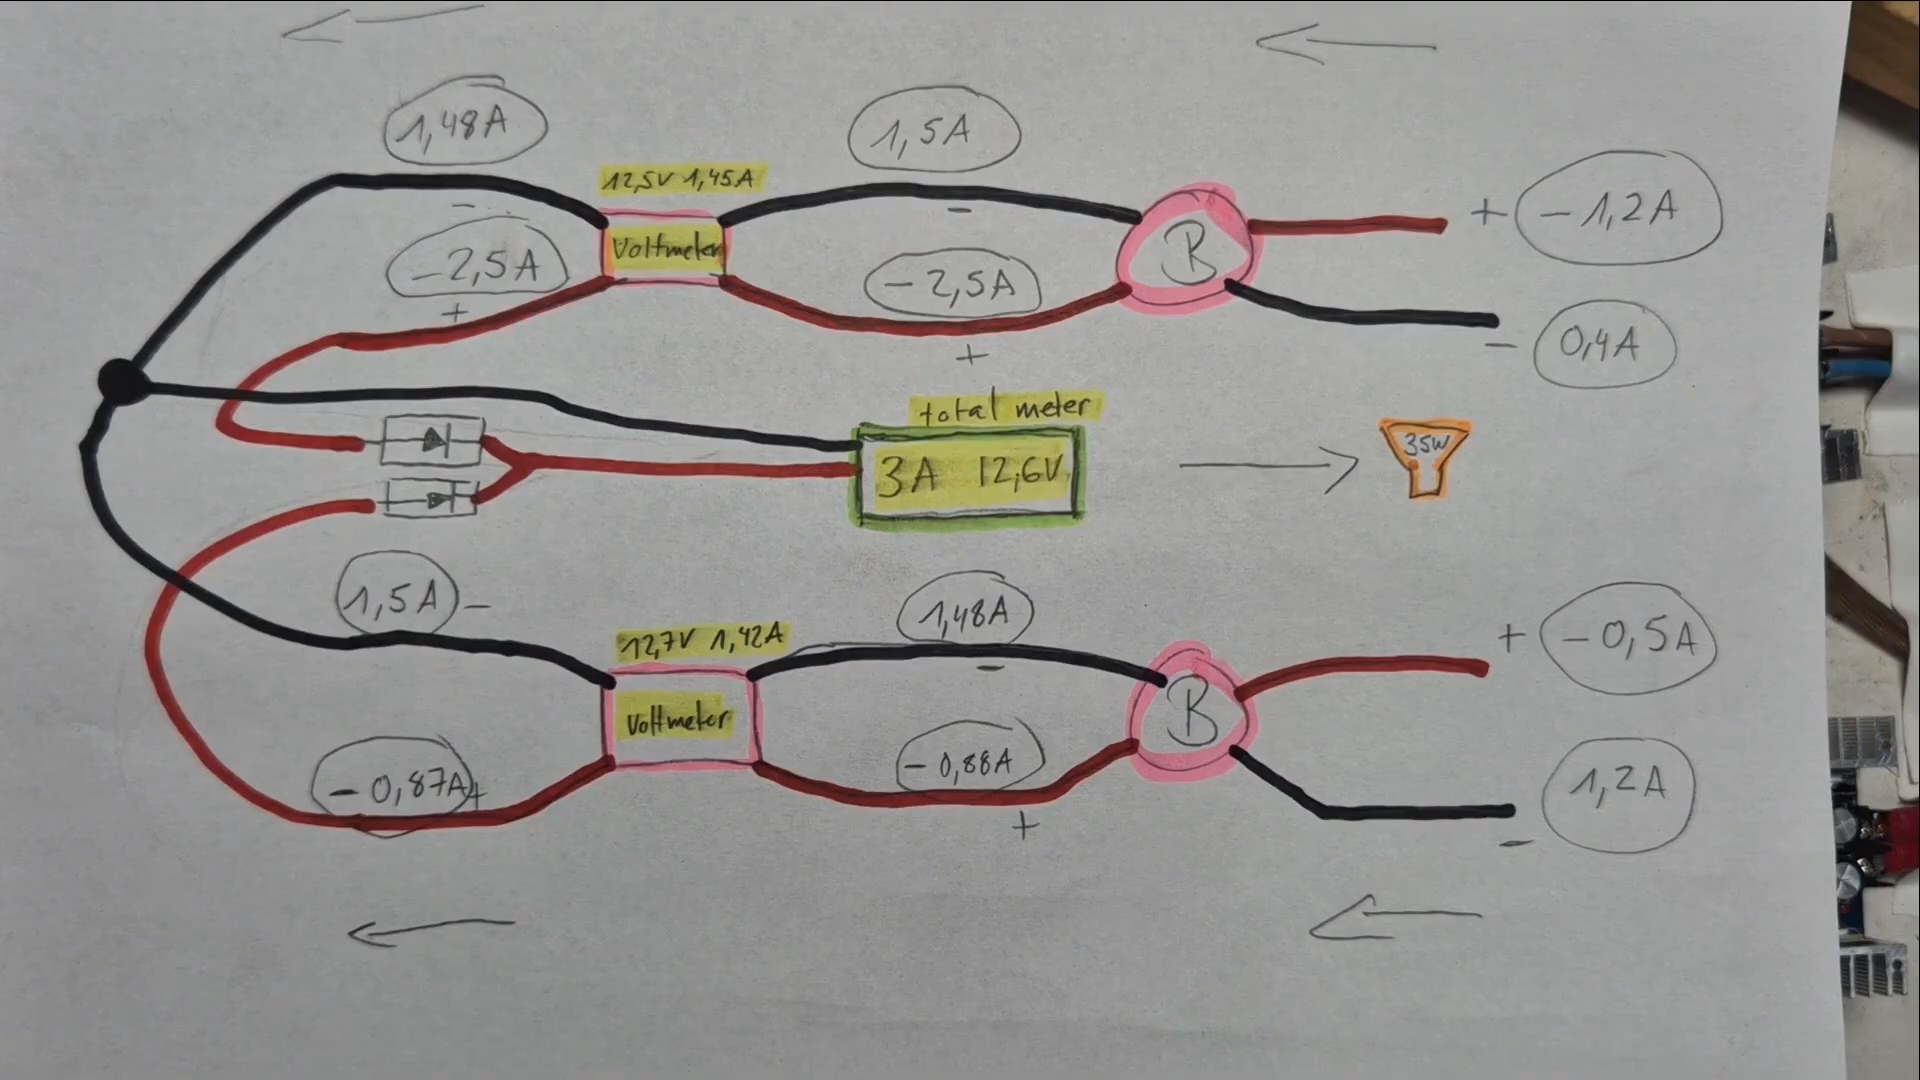 1,48A
1,5A
12,5V 1,45A
+ -1,2A
-
-
-2,5A
Voltmeter
-2,5A
B
+
+
- 0,4A
total meter
3A 12,6V
35W
1,5A -
1,48A
12,7V 1,42A
-
+ -0,5A
Voltmeter
B
-0,87A+
-0,88A
+
1,2A
-